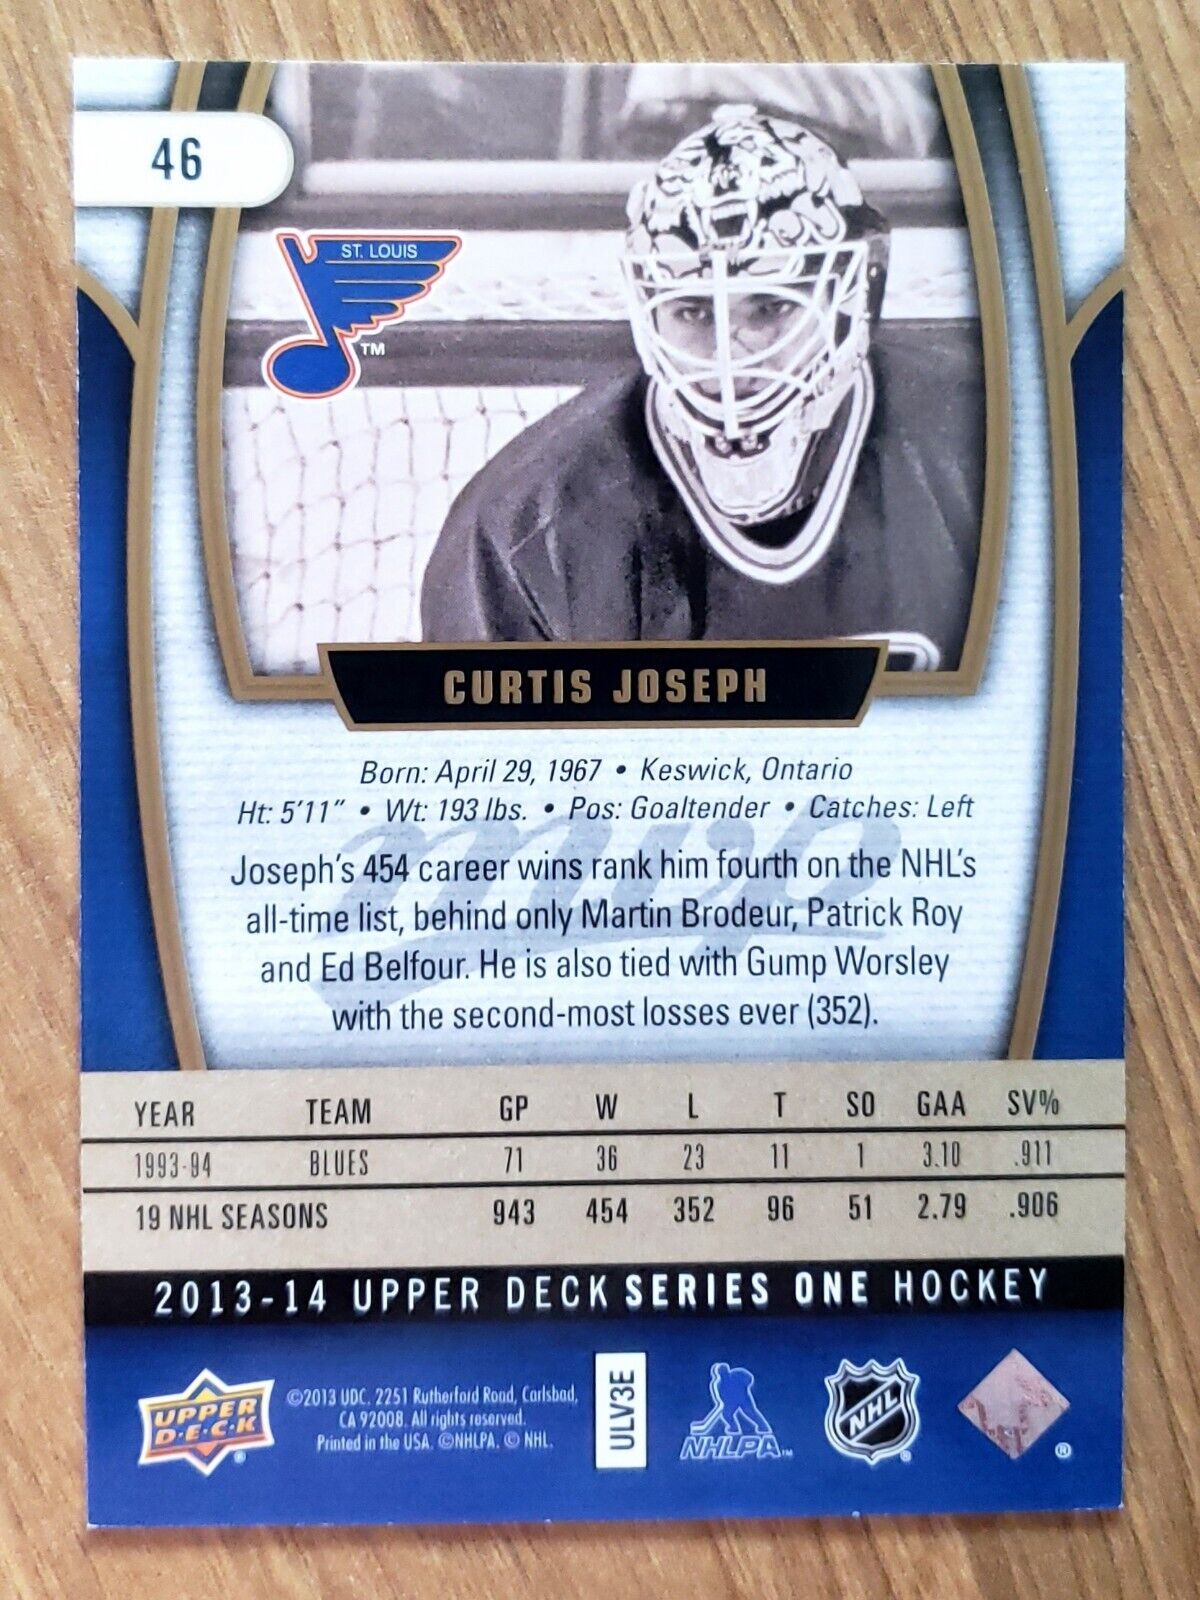 46
ST. LOUIS
TM
CURTIS JOSEPH
Born: April 29, 1967 • Keswick, Ontario
Ht: 5'11" • Wt: 193 lbs. • Pos: Goaltender • Catches: Left
mvp
Joseph's 454 career wins rank him fourth on the NHL's
all-time list, behind only Martin Brodeur, Patrick Roy
and Ed Belfour. He is also tied with Gump Worsley
with the second-most losses ever (352).
YEAR TEAM GP W L T SO GAA SV%
1993-94 BLUES 71 36 23 11 1 3.10 .911
19 NHL SEASONS 943 454 352 96 51 2.79 .906
2013-14 UPPER DECK SERIES ONE HOCKEY
UPPER
D·E·C·K
®
©2013 UDC. 2251 Rutherford Road, Carlsbad,
CA 92008. All rights reserved.
Printed in the USA. ©NHLPA. © NHL.
ULV3E
NHLPA™
NHL
®
®